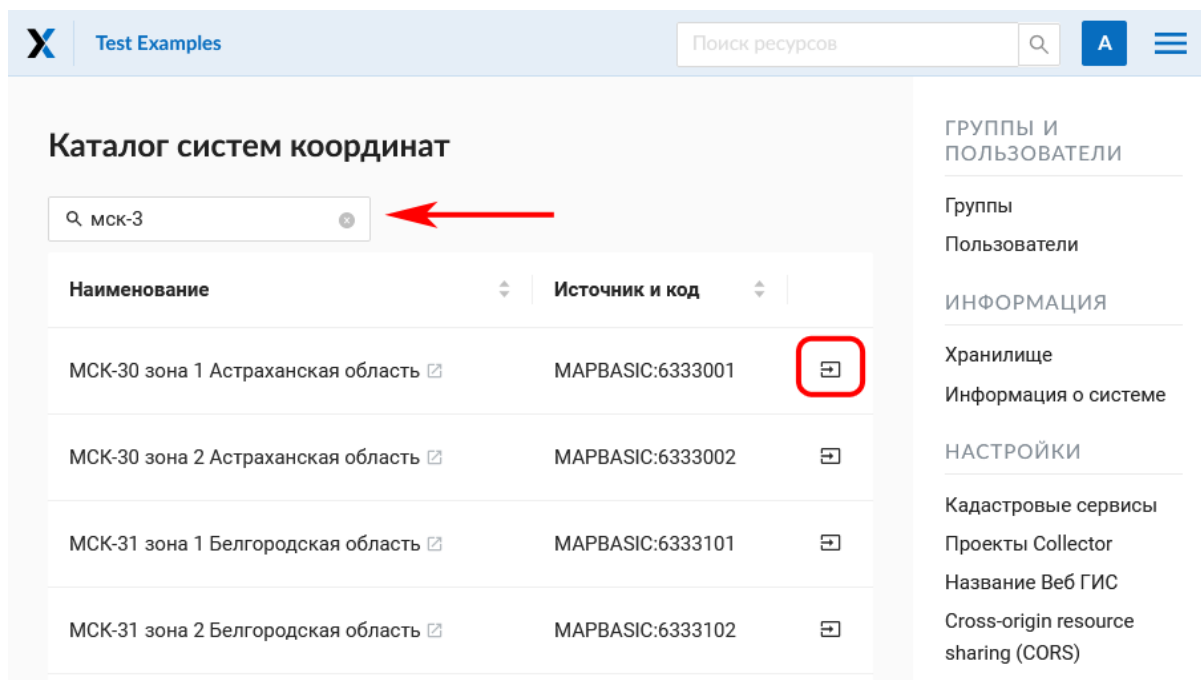 Test Examples
Поиск ресурсов
A
Каталог систем координат
мск-3
Наименование
Источник и код
МСК-30 зона 1 Астраханская область
MAPBASIC:6333001
МСК-30 зона 2 Астраханская область
MAPBASIC:6333002
МСК-31 зона 1 Белгородская область
MAPBASIC:6333101
МСК-31 зона 2 Белгородская область
MAPBASIC:6333102
ГРУППЫ И
ПОЛЬЗОВАТЕЛИ
Группы
Пользователи
ИНФОРМАЦИЯ
Хранилище
Информация о системе
НАСТРОЙКИ
Кадастровые сервисы
Проекты Collector
Название Веб ГИС
Cross-origin resource
sharing (CORS)